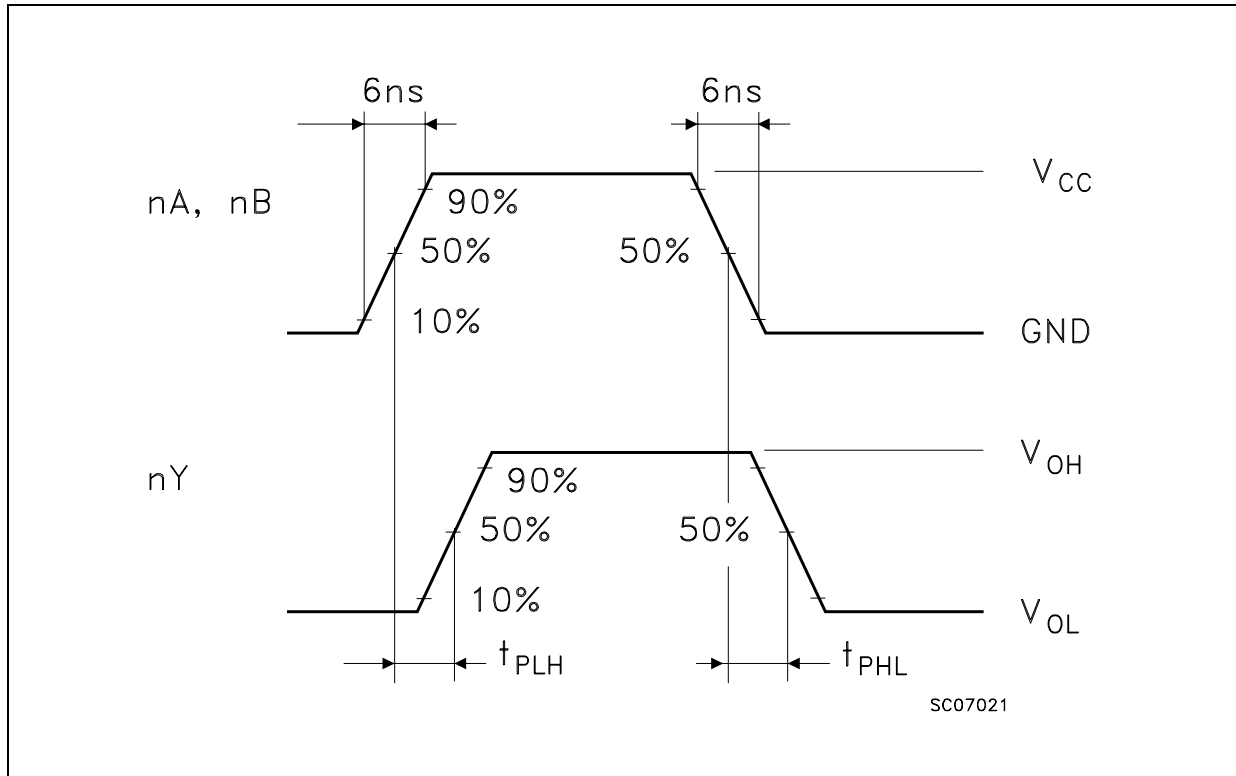 6ns 6ns
V_CC
nA, nB 90%
50% 50%
10%
GND
V_OH
nY 90%
50% 50%
10%
V_OL
t_PLH t_PHL
SC07021